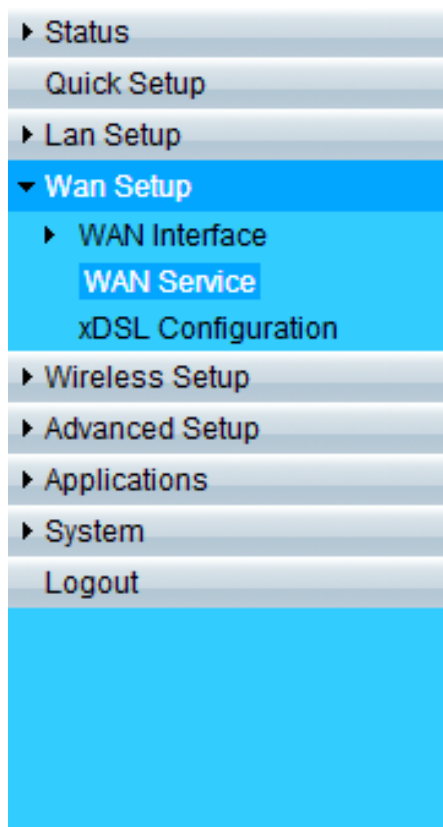 Status
Quick Setup
Lan Setup
Wan Setup
WAN Interface
WAN Service
xDSL Configuration
Wireless Setup
Advanced Setup
Applications
System
Logout